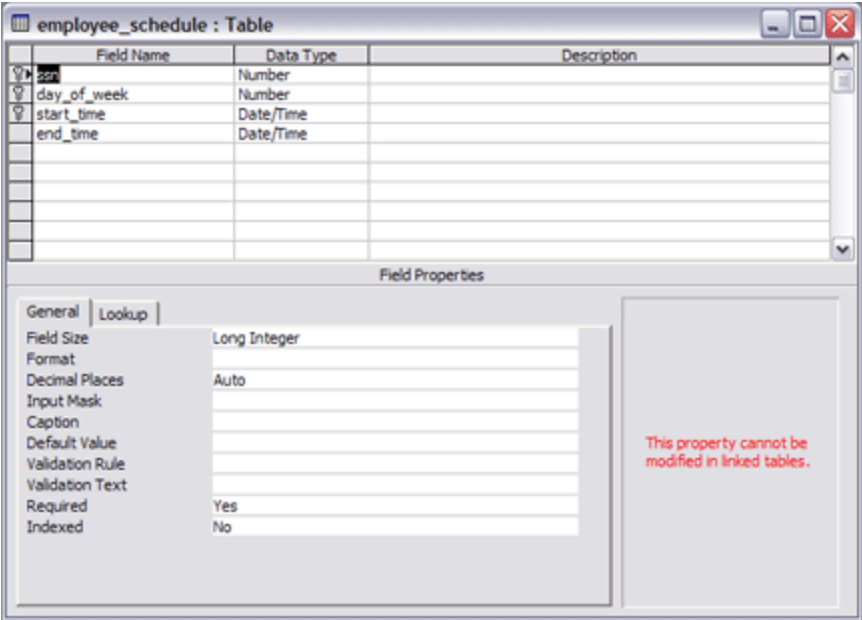 employee_schedule : Table
Field Name Data Type Description
ssn Number
day_of_week Number
start_time Date/Time
end_time Date/Time
Field Properties
General Lookup
Field Size Long Integer
Format
Decimal Places Auto
Input Mask
Caption
Default Value
Validation Rule
Validation Text
Required Yes
Indexed No
This property cannot be
modified in linked tables.